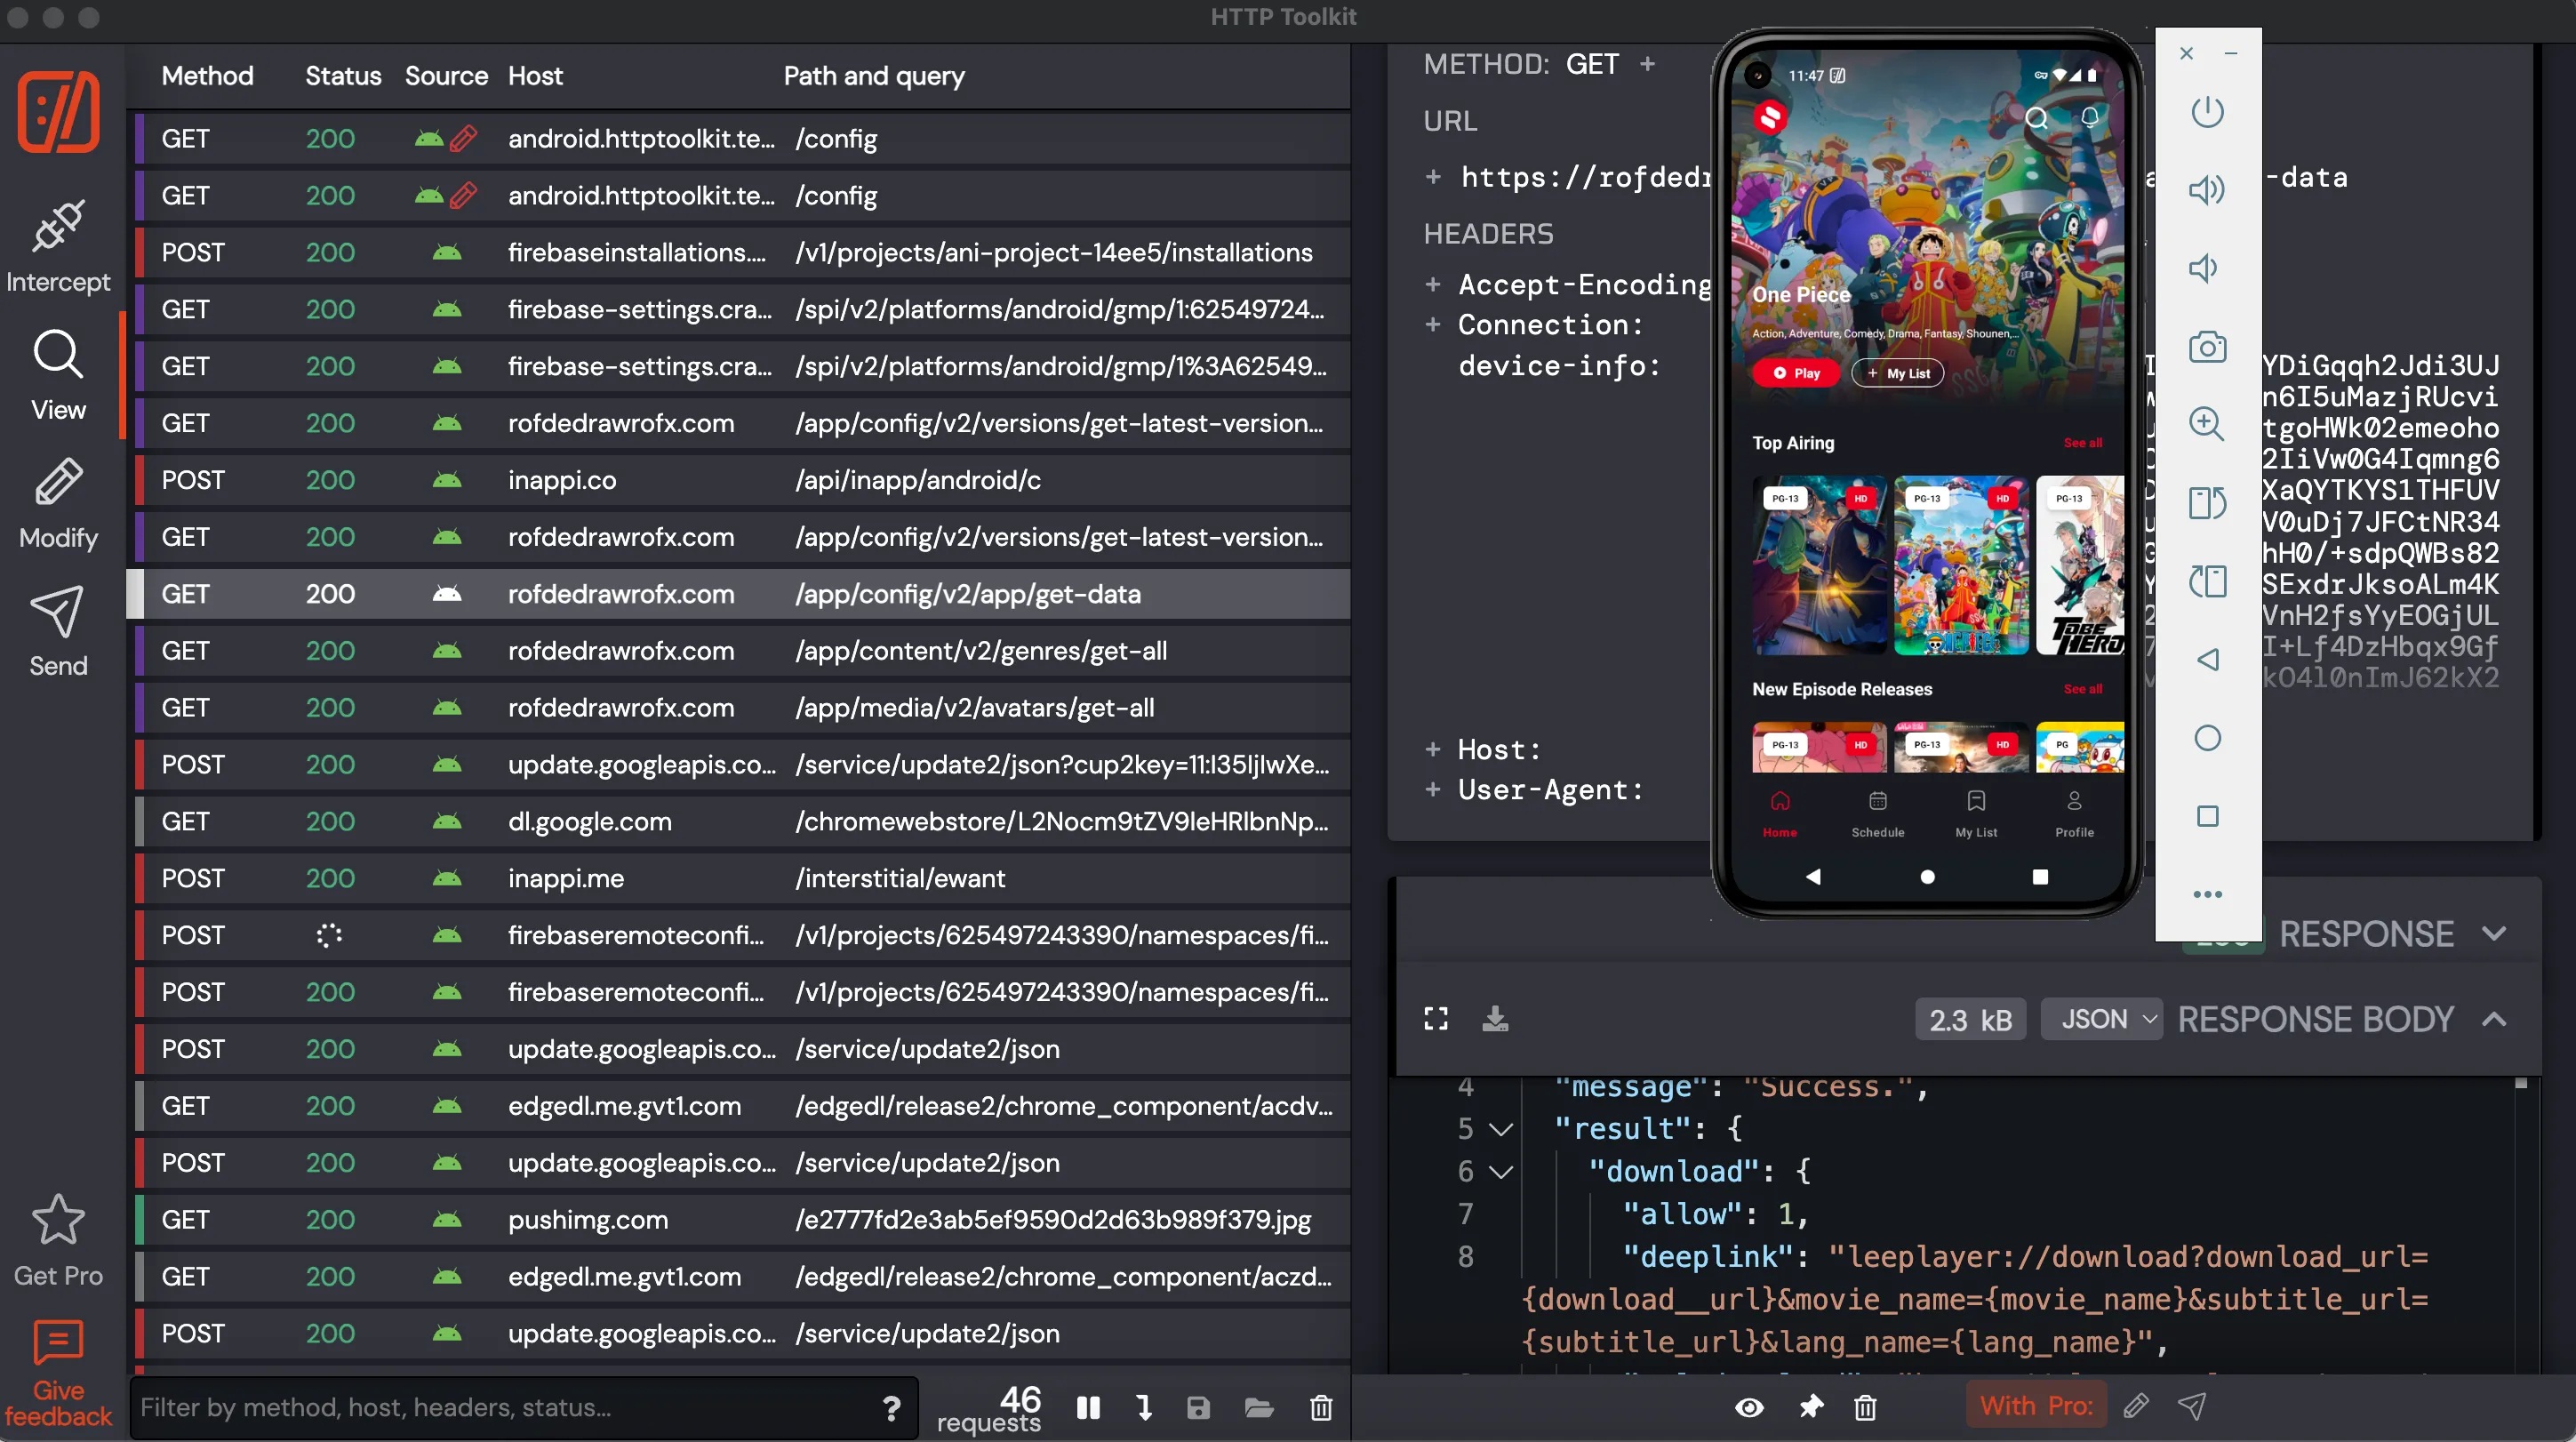 HTTP Toolkit
Intercept
View
Modify
Send
Get Pro
Give
feedback
Method Status Source Host Path and query
GET 200 android.httptoolkit.te... /config
GET 200 android.httptoolkit.te... /config
POST 200 firebaseinstallations.... /v1/projects/ani-project-14ee5/installations
GET 200 firebase-settings.cra... /spi/v2/platforms/android/gmp/1:62549724...
GET 200 firebase-settings.cra... /spi/v2/platforms/android/gmp/1%3A62549...
GET 200 rofdedrawrofx.com /app/config/v2/versions/get-latest-version...
POST 200 inappi.co /api/inapp/android/c
GET 200 rofdedrawrofx.com /app/config/v2/versions/get-latest-version...
GET 200 rofdedrawrofx.com /app/config/v2/app/get-data
GET 200 rofdedrawrofx.com /app/content/v2/genres/get-all
GET 200 rofdedrawrofx.com /app/media/v2/avatars/get-all
POST 200 update.googleapis.co...
GET 200 dl.google.com
POST 200 inappi.me /interstitial/ewant
POST firebaseremoteconfi... /v1/projects/625497243390/namespaces/fi...
POST 200 firebaseremoteconfi... /v1/projects/625497243390/namespaces/fi...
POST 200 update.googleapis.co... /service/update2/json
GET 200 edgedl.me.gvt1.com /edgedl/release2/chrome_component/acdv...
POST 200 update.googleapis.co... /service/update2/json
GET 200 pushimg.com /e2777fd2e3ab5ef9590d2d63b989f379.jpg
GET 200 edgedl.me.gvt1.com /edgedl/release2/chrome_component/aczd...
POST 200 update.googleapis.co... /service/update2/json
Filter by method, host, headers, status... ?
46
requests
METHOD: GET +
URL
+ https://rofded -data
HEADERS
+ Accept-Encoding
+ Connection:
device-info:
YDiGqqh2Jdi3UJ
n6I5uMazjRUcvi
tgoHWk02emeoho
2IiVw0G4Iqmng6
XaQYTKYS1THFUV
V0uDj7JFCtNR34
hH0/+sdpQWBs82
SExdrJksoALm4K
VnH2fsYyEOGjUL
I+Lf4DzHbqx9Gf
kO4l0nImJ62kX2
+ Host:
+ User-Agent:
11:47
One Piece
Action, Adventure, Comedy, Drama, Fantasy, Shounen,...
Play
+ My List
Top Airing See all
PG-13 HD PG-13 HD PG-13
ONE PIECE
TO BE
HERO
New Episode Releases See all
PG-13 HD PG-13 HD PG
Home Schedule My List Profile
RESPONSE
2.3 kB JSON RESPONSE BODY
4 "message": "Success.",
5 "result": {
6 "download": {
7 "allow": 1,
8 "deeplink": "leeplayer://download?download_url=
{download__url}&movie_name={movie_name}&subtitle_url=
{subtitle_url}&lang_name={lang_name}",
With Pro: